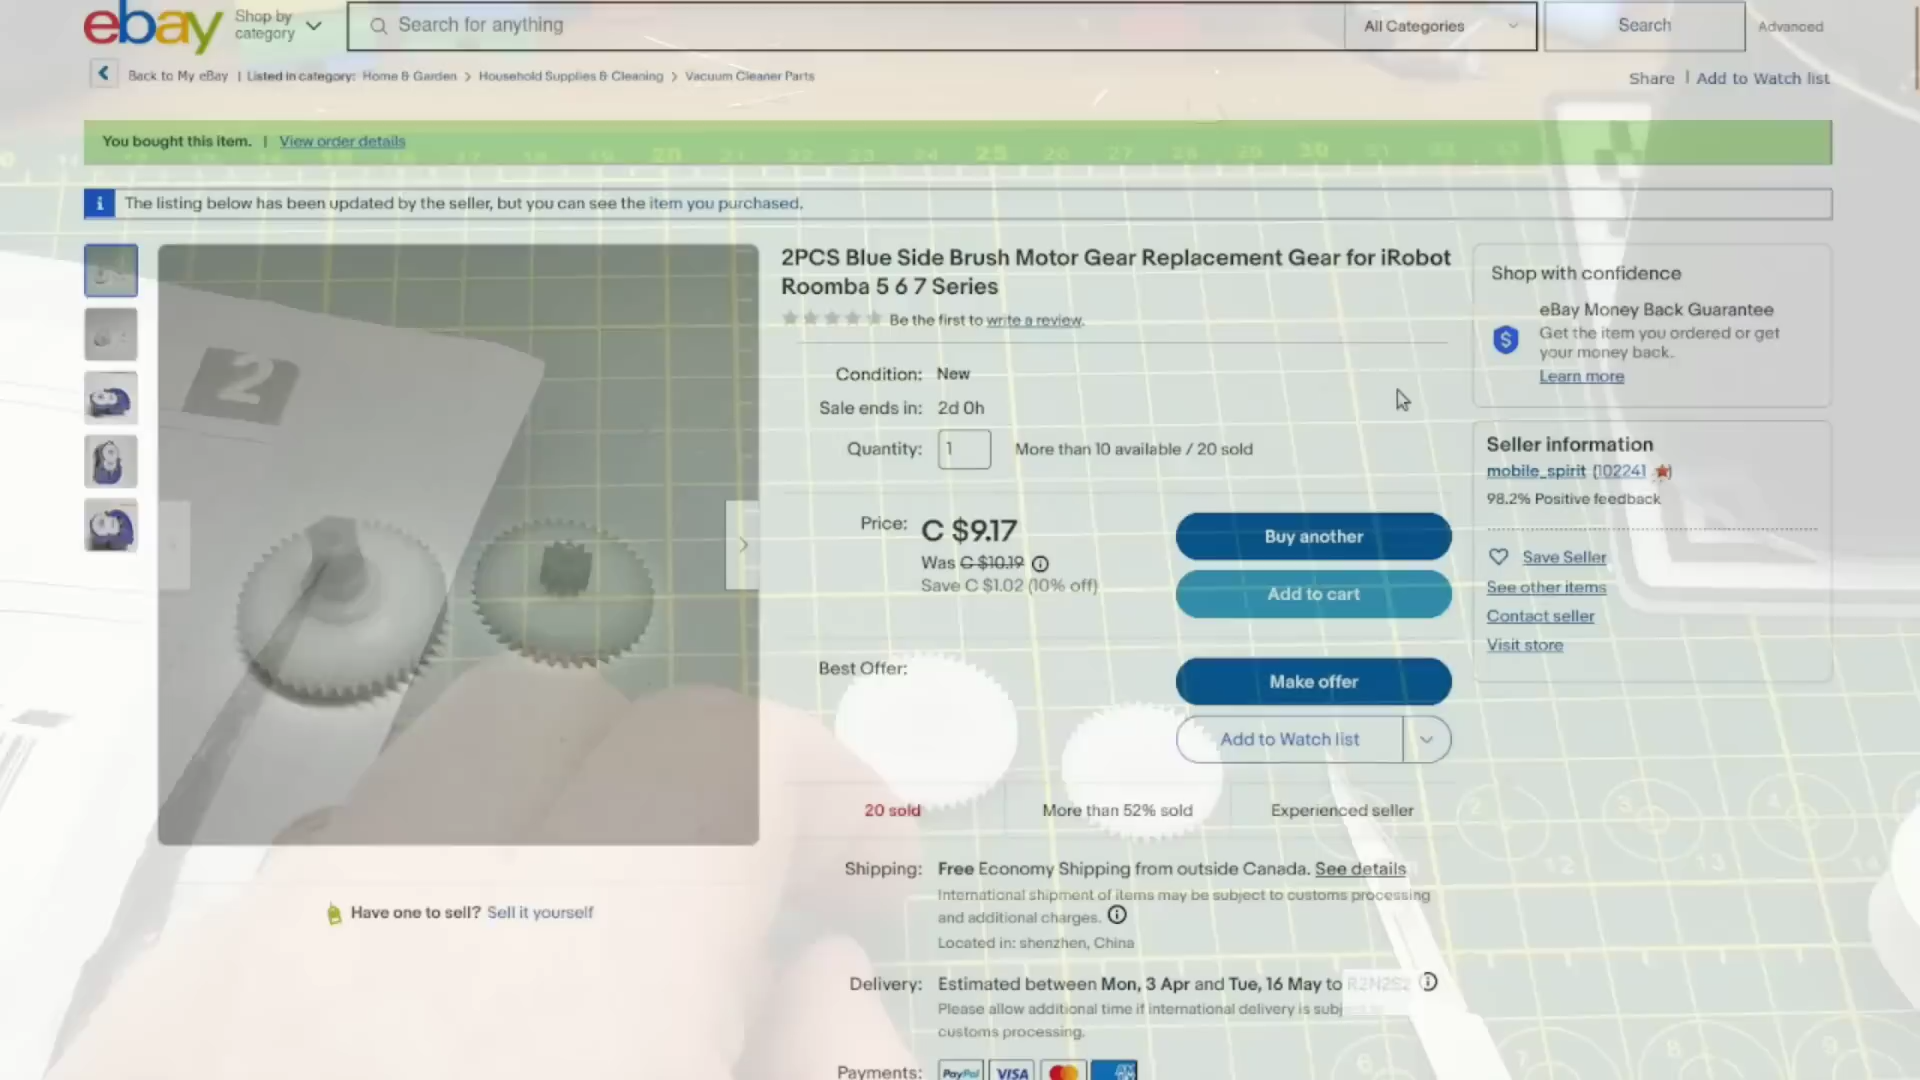 ebay
Shop by category
Search for anything
All Categories
Search
Advanced
Back to My eBay | Listed in category: Home & Garden > Household Supplies & Cleaning > Vacuum Cleaner Parts
Share | Add to Watch list
You bought this item. | View order details
The listing below has been updated by the seller, but you can see the item you purchased.
2PCS Blue Side Brush Motor Gear Replacement Gear for iRobot
Roomba 5 6 7 Series
Be the first to write a review.
Condition: New
Sale ends in: 2d 0h
Quantity: 1 More than 10 available / 20 sold
Price: C $9.17
Was C $10.19
Save C $1.02 (10% off)
Buy another
Add to cart
Best Offer:
Make offer
Add to Watch list
20 sold
More than 52% sold
Experienced seller
Shipping: Free Economy Shipping from outside Canada. See details
International shipment of items may be subject to customs processing
and additional charges.
Located in: shenzhen, China
Delivery: Estimated between Mon, 3 Apr and Tue, 16 May to
Please allow additional time if international delivery is subj
customs processing.
Payments: PayPal VISA
Shop with confidence
eBay Money Back Guarantee
Get the item you ordered or get
your money back.
Learn more
Seller information
mobile_spirit (10224)
98.2% Positive feedback
Save Seller
See other items
Contact seller
Visit store
2
Have one to sell? Sell it yourself